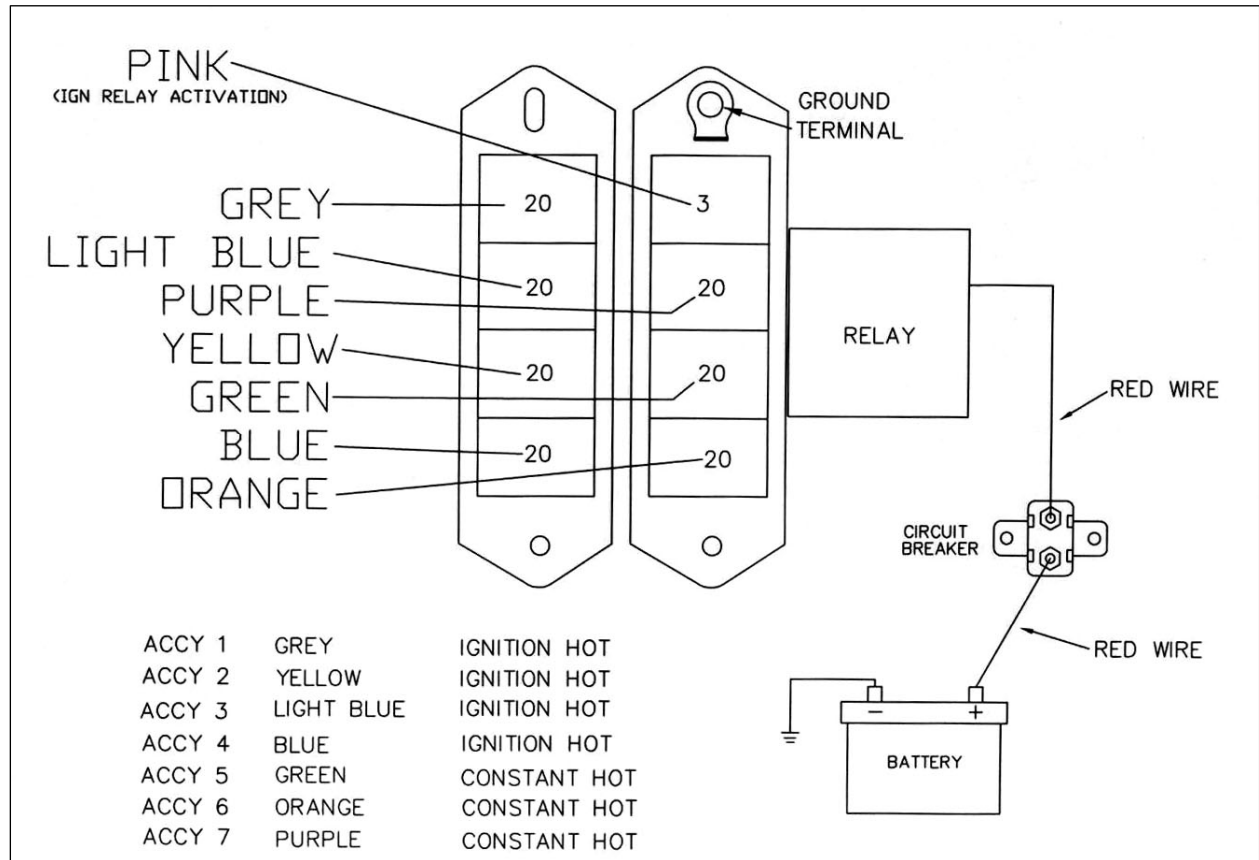 PINK
(IGN RELAY ACTIVATION)
GROUND
TERMINAL
GREY
20
3
LIGHT BLUE
20
PURPLE
20
RELAY
YELLOW
20
GREEN
20
RED WIRE
BLUE
20
ORANGE
20
CIRCUIT
BREAKER
RED WIRE
- +
BATTERY
ACCY 1 GREY IGNITION HOT
ACCY 2 YELLOW IGNITION HOT
ACCY 3 LIGHT BLUE IGNITION HOT
ACCY 4 BLUE IGNITION HOT
ACCY 5 GREEN CONSTANT HOT
ACCY 6 ORANGE CONSTANT HOT
ACCY 7 PURPLE CONSTANT HOT